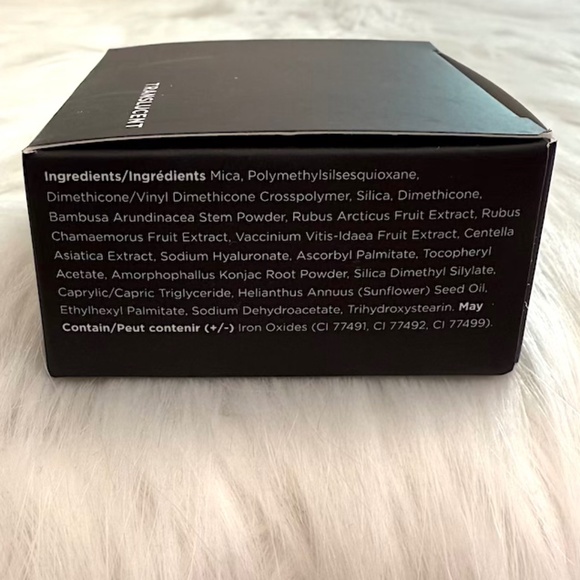 TRANSLUCENT
Ingredients/Ingrédients Mica, Polymethylsilsesquioxane,
Dimethicone/Vinyl Dimethicone Crosspolymer, Silica, Dimethicone,
Bambusa Arundinacea Stem Powder, Rubus Arcticus Fruit Extract, Rubus
Chamaemorus Fruit Extract, Vaccinium Vitis-Idaea Fruit Extract, Centella
Asiatica Extract, Sodium Hyaluronate, Ascorbyl Palmitate, Tocopheryl
Acetate, Amorphophallus Konjac Root Powder, Silica Dimethyl Silylate,
Caprylic/Capric Triglyceride, Helianthus Annuus (Sunflower) Seed Oil,
Ethylhexyl Palmitate, Sodium Dehydroacetate, Trihydroxystearin. May
Contain/Peut contenir (+/-) Iron Oxides (CI 77491, CI 77492, CI 77499).